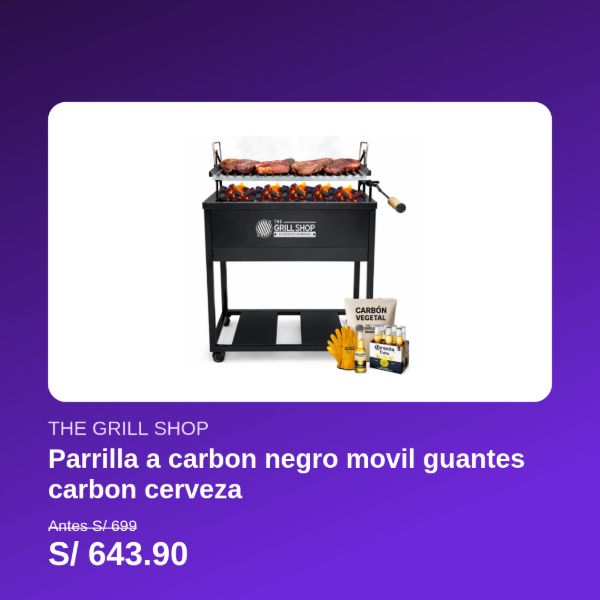 THE
GRILL SHOP
CARBÓN
VEGETAL
Coronita
THE GRILL SHOP
Parrilla a carbon negro movil guantes
carbon cerveza
Antes S/ 699
S/ 643.90